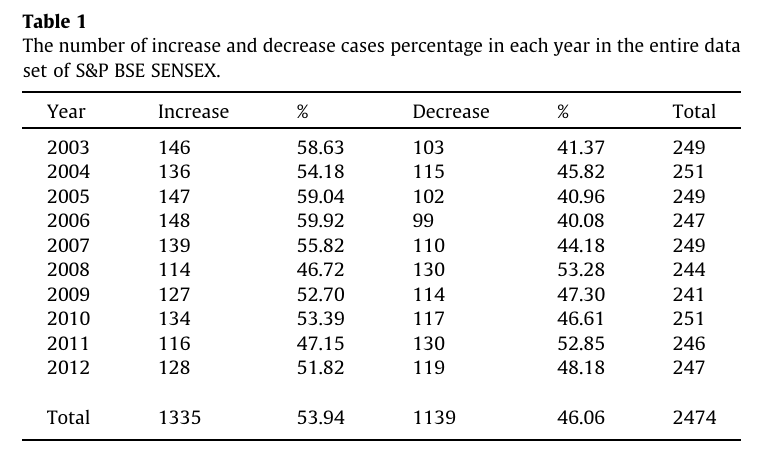 Table 1
The number of increase and decrease cases percentage in each year in the entire data
set of S&P BSE SENSEX.
Year Increase % Decrease % Total
2003 146 58.63 103 41.37 249
2004 136 54.18 115 45.82 251
2005 147 59.04 102 40.96 249
2006 148 59.92 99 40.08 247
2007 139 55.82 110 44.18 249
2008 114 46.72 130 53.28 244
2009 127 52.70 114 47.30 241
2010 134 53.39 117 46.61 251
2011 116 47.15 130 52.85 246
2012 128 51.82 119 48.18 247
Total 1335 53.94 1139 46.06 2474